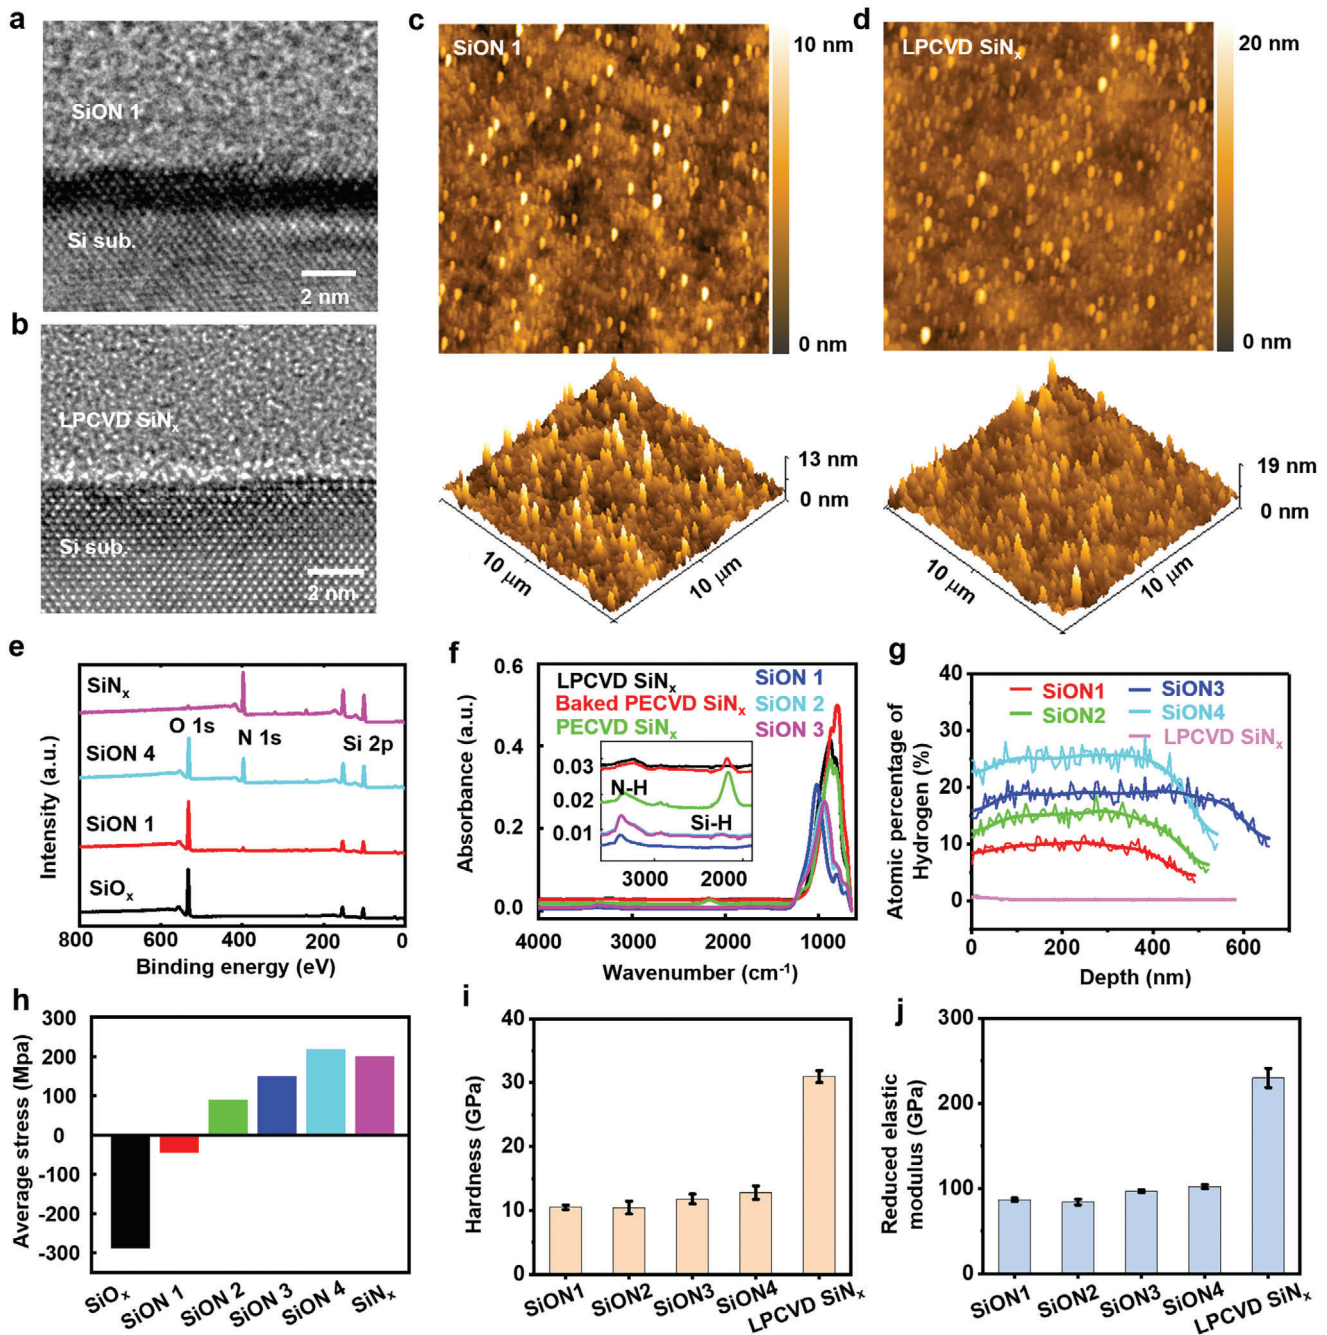 a
SiON 1
Si sub.
2 nm
b
LPCVD SiNx
Si sub.
2 nm
c
SiON 1
10 nm
0 nm
13 nm
0 nm
10 µm
10 µm
d
LPCVD SiNx
20 nm
0 nm
19 nm
0 nm
10 µm
10 µm
e
Intensity (a.u.)
SiNx
O 1s
N 1s
Si 2p
SiON 4
SiON 1
SiOx
800
600
400
200
0
Binding energy (eV)
f
Absorbance (a.u.)
0.6
0.4
0.2
0.0
LPCVD SiNx
Baked PECVD SiNx
PECVD SiNx
SiON 1
SiON 2
SiON 3
0.03
0.02
0.01
N-H
Si-H
3000
2000
4000
3000
2000
1000
Wavenumber (cm-1)
g
Atomic percentage of
Hydrogen (%)
40
30
20
10
0
SiON1
SiON2
SiON3
SiON4
LPCVD SiNx
0
200
400
600
Depth (nm)
h
Average stress (Mpa)
300
200
100
0
-100
-200
-300
SiOx
SiON 1
SiON 2
SiON 3
SiON 4
SiNx
i
Hardness (GPa)
40
30
20
10
0
SiON1
SiON2
SiON3
SiON4
LPCVD SiNx
j
Reduced elastic
modulus (GPa)
300
200
100
0
SiON1
SiON2
SiON3
SiON4
LPCVD SiNx